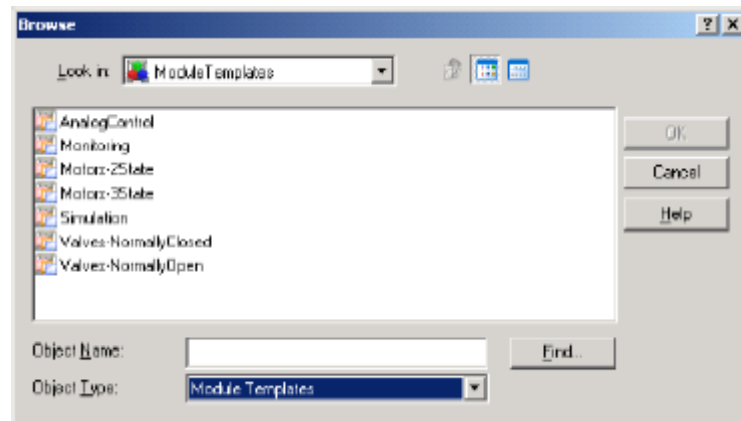 Browse
Look in: ModuleTemplates
AnalogControl
Monitoring
Motors-2State
Motors-3State
Simulation
Valves-NormallyClosed
Valves-NormallyOpen
OK
Cancel
Help
Object Name:
Find...
Object Type: Module Templates